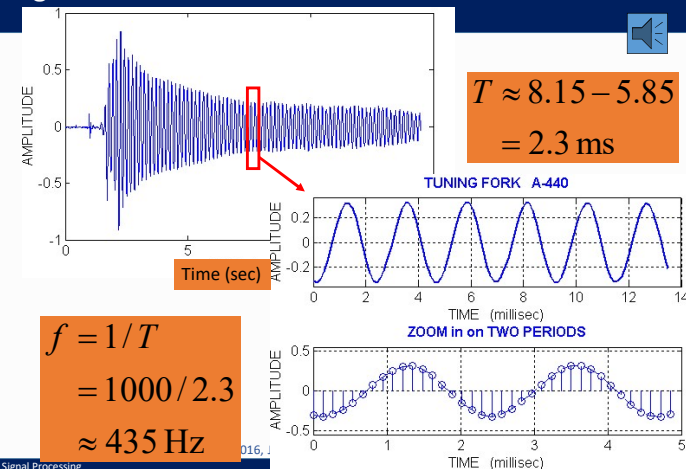 1
0.5
0
-0.5
-1
AMPLITUDE
0
5
Time (sec)
T ≈ 8.15 – 5.85
= 2.3 ms
TUNING FORK A-440
0.2
0
-0.2
AMPLITUDE
0 2 4 6 8 10 12 14
TIME (millisec)
ZOOM in on TWO PERIODS
0.5
0
-0.5
AMPLITUDE
0 1 2 3 4 5
TIME (millisec)
f = 1/T
= 1000/2.3
≈ 435 Hz
016,
Signal Processing